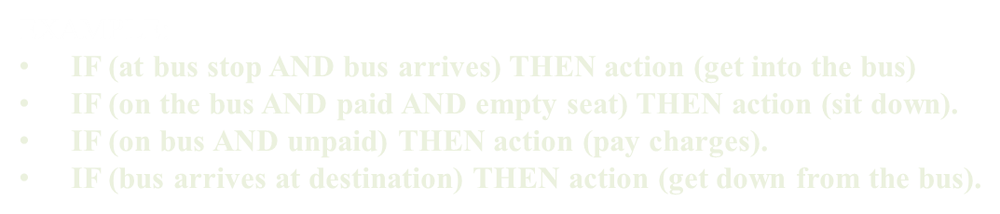 • IF (at bus stop AND bus arrives) THEN action (get into the bus)
• IF (on the bus AND paid AND empty seat) THEN action (sit down).
• IF (on bus AND unpaid) THEN action (pay charges).
• IF (bus arrives at destination) THEN action (get down from the bus).